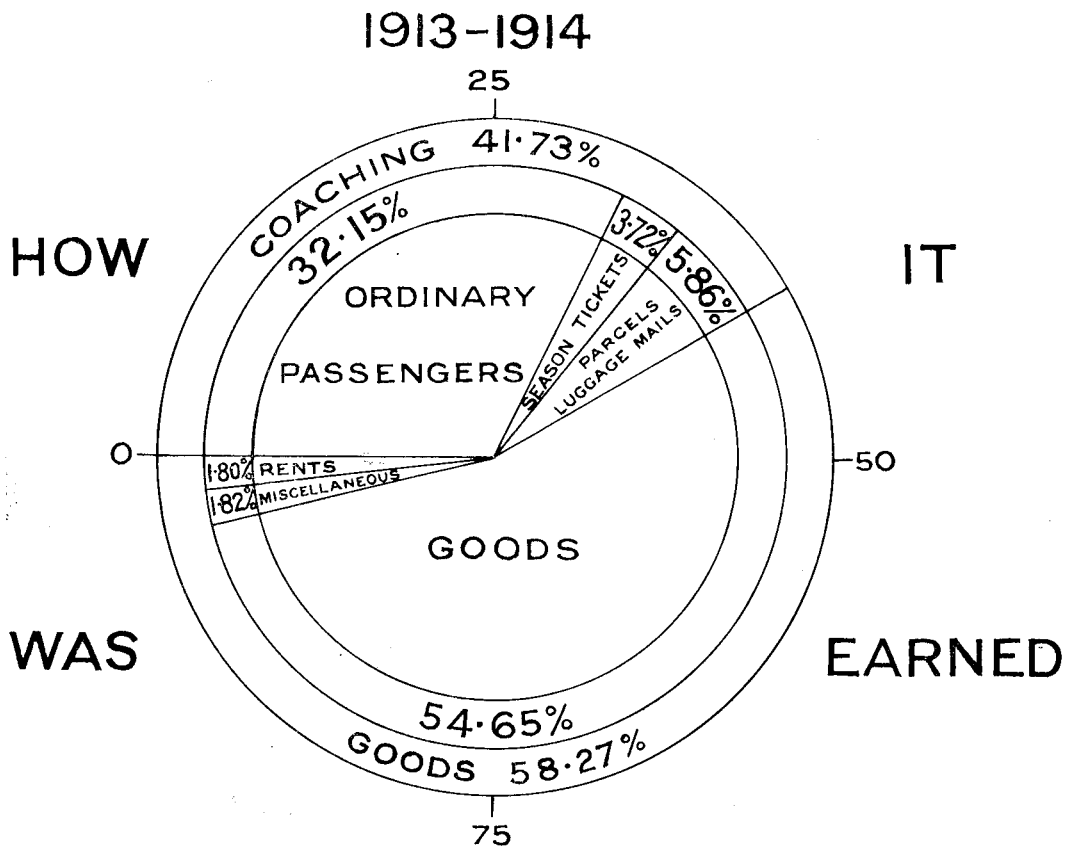 1913-1914
25
COACHING 41·73%
32·15%
3·72%
5·86%
HOW
IT
ORDINARY
PASSENGERS
SEASON TICKETS
PARCELS
LUGGAGE MAILS
0
50
1·80% RENTS
1·82% MISCELLANEOUS
GOODS
WAS
EARNED
54·65%
GOODS 58·27%
75